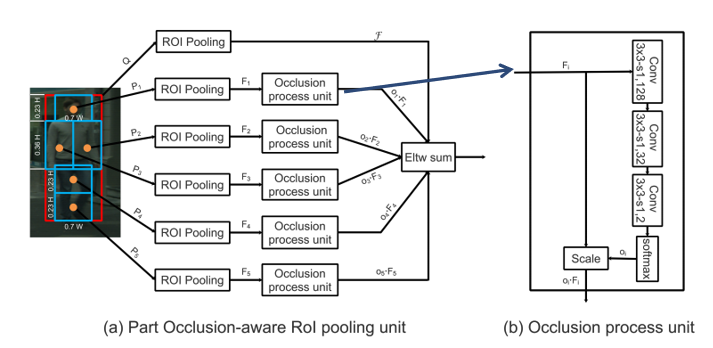 ROI Pooling
ℱ
Q
P₁
ROI Pooling
F₁
Occlusion
process unit
o₁·F₁
0.23 H
0.7 W
P₂
ROI Pooling
F₂
Occlusion
process unit
o₂·F₂
0.36 H
Eltw sum
P₃
ROI Pooling
F₃
Occlusion
process unit
o₃·F₃
0.23 H
0.23 H
0.7 W
P₄
ROI Pooling
F₄
Occlusion
process unit
o₄·F₄
P₅
ROI Pooling
F₅
Occlusion
process unit
o₅·F₅
(a) Part Occlusion-aware RoI pooling unit
Fᵢ
Conv
3x3-s1,128
Conv
3x3-s1,32
Conv
3x3-s1,2
softmax
oᵢ
Scale
oᵢ·Fᵢ
(b) Occlusion process unit